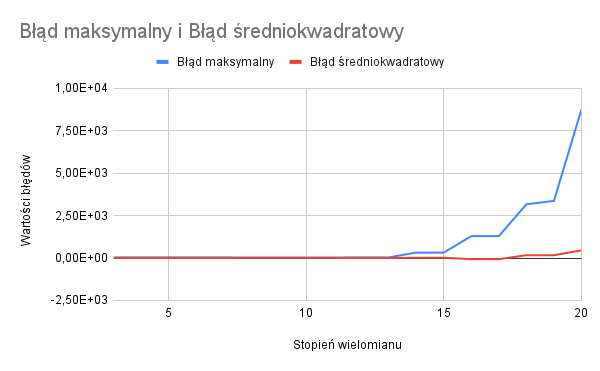 Błąd maksymalny i Błąd średniokwadratowy
Błąd maksymalny
Błąd średniokwadratowy
Wartości błędów
1,00E+04
7,50E+03
5,00E+03
2,50E+03
0,00E+00
-2,50E+03
5
10
15
20
Stopień wielomianu